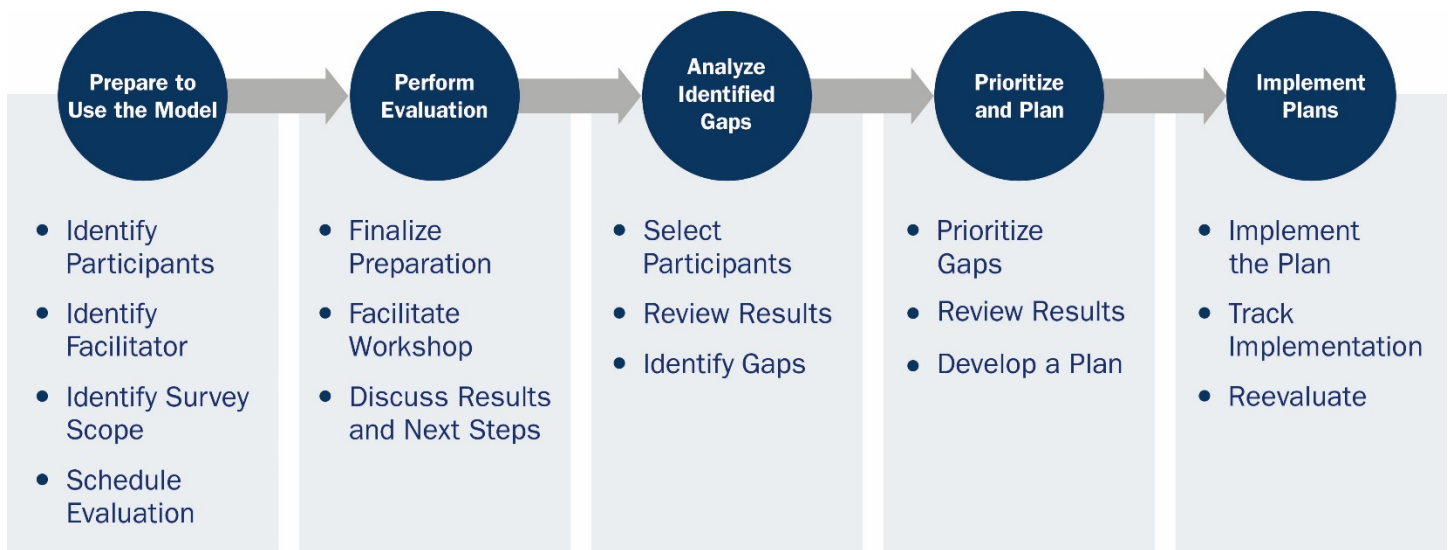 Prepare to
Use the Model
Perform
Evaluation
Analyze
Identified
Gaps
Prioritize
and Plan
Implement
Plans
• Identify
Participants
• Identify
Facilitator
• Identify Survey
Scope
• Schedule
Evaluation
• Finalize
Preparation
• Facilitate
Workshop
• Discuss Results
and Next Steps
• Select
Participants
• Review Results
• Identify Gaps
• Prioritize
Gaps
• Review Results
• Develop a Plan
• Implement
the Plan
• Track
Implementation
• Reevaluate